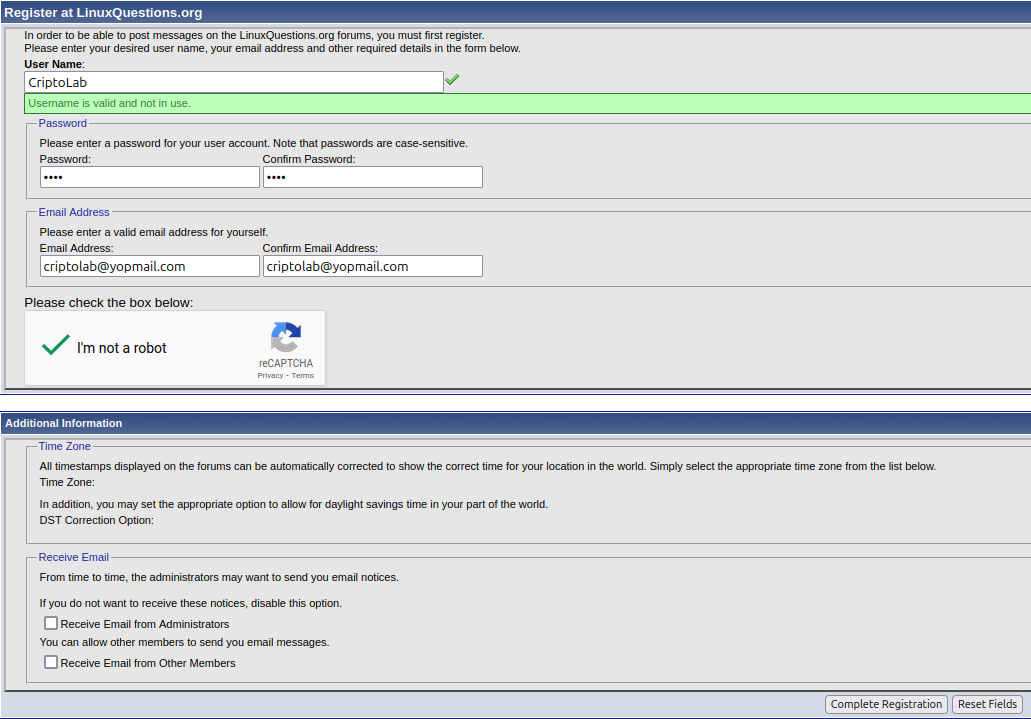 Register at LinuxQuestions.org
In order to be able to post messages on the LinuxQuestions.org forums, you must first register.
Please enter your desired user name, your email address and other required details in the form below.
User Name:
CriptoLab
Username is valid and not in use.
Password
Please enter a password for your user account. Note that passwords are case-sensitive.
Password: Confirm Password:
•••• ••••
Email Address
Please enter a valid email address for yourself.
Email Address: Confirm Email Address:
criptolab@yopmail.com criptolab@yopmail.com
Please check the box below:
I'm not a robot
reCAPTCHA
Privacy - Terms
Additional Information
Time Zone
All timestamps displayed on the forums can be automatically corrected to show the correct time for your location in the world. Simply select the appropriate time zone from the list below.
Time Zone:
In addition, you may set the appropriate option to allow for daylight savings time in your part of the world.
DST Correction Option:
Receive Email
From time to time, the administrators may want to send you email notices.
If you do not want to receive these notices, disable this option.
Receive Email from Administrators
You can allow other members to send you email messages.
Receive Email from Other Members
Complete Registration Reset Fields